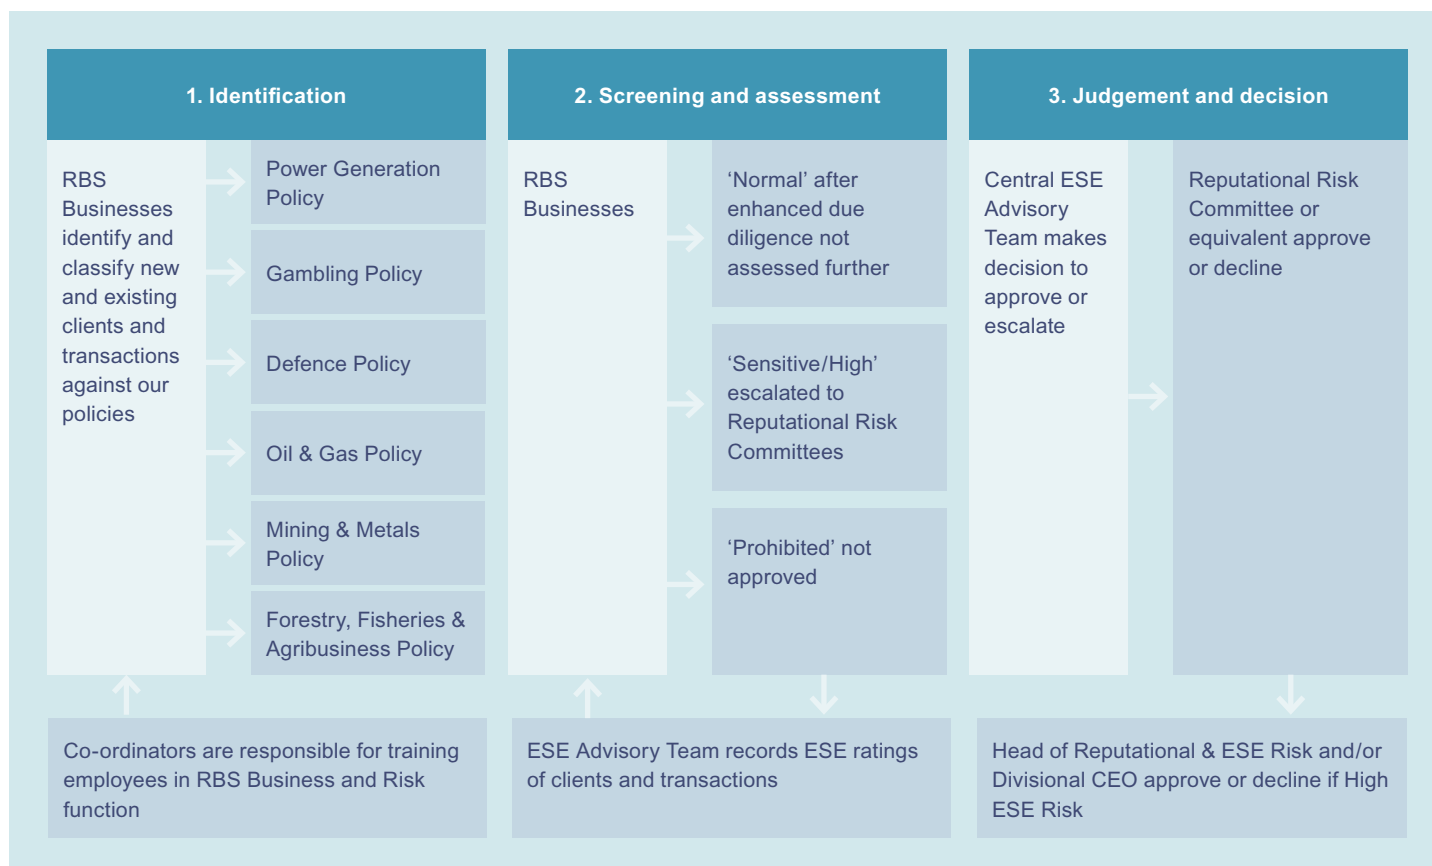 1. Identification
RBS
Businesses
identify and
classify new
and existing
clients and
transactions
against our
policies
Power Generation
Policy
Gambling Policy
Defence Policy
Oil & Gas Policy
Mining & Metals
Policy
Forestry, Fisheries &
Agribusiness Policy
Co-ordinators are responsible for training
employees in RBS Business and Risk
function
2. Screening and assessment
RBS
Businesses
‘Normal’ after
enhanced due
diligence not
assessed further
‘Sensitive/High’
escalated to
Reputational Risk
Committees
‘Prohibited’ not
approved
ESE Advisory Team records ESE ratings
of clients and transactions
3. Judgement and decision
Central ESE
Advisory
Team makes
decision to
approve or
escalate
Reputational Risk
Committee or
equivalent approve
or decline
Head of Reputational & ESE Risk and/or
Divisional CEO approve or decline if High
ESE Risk